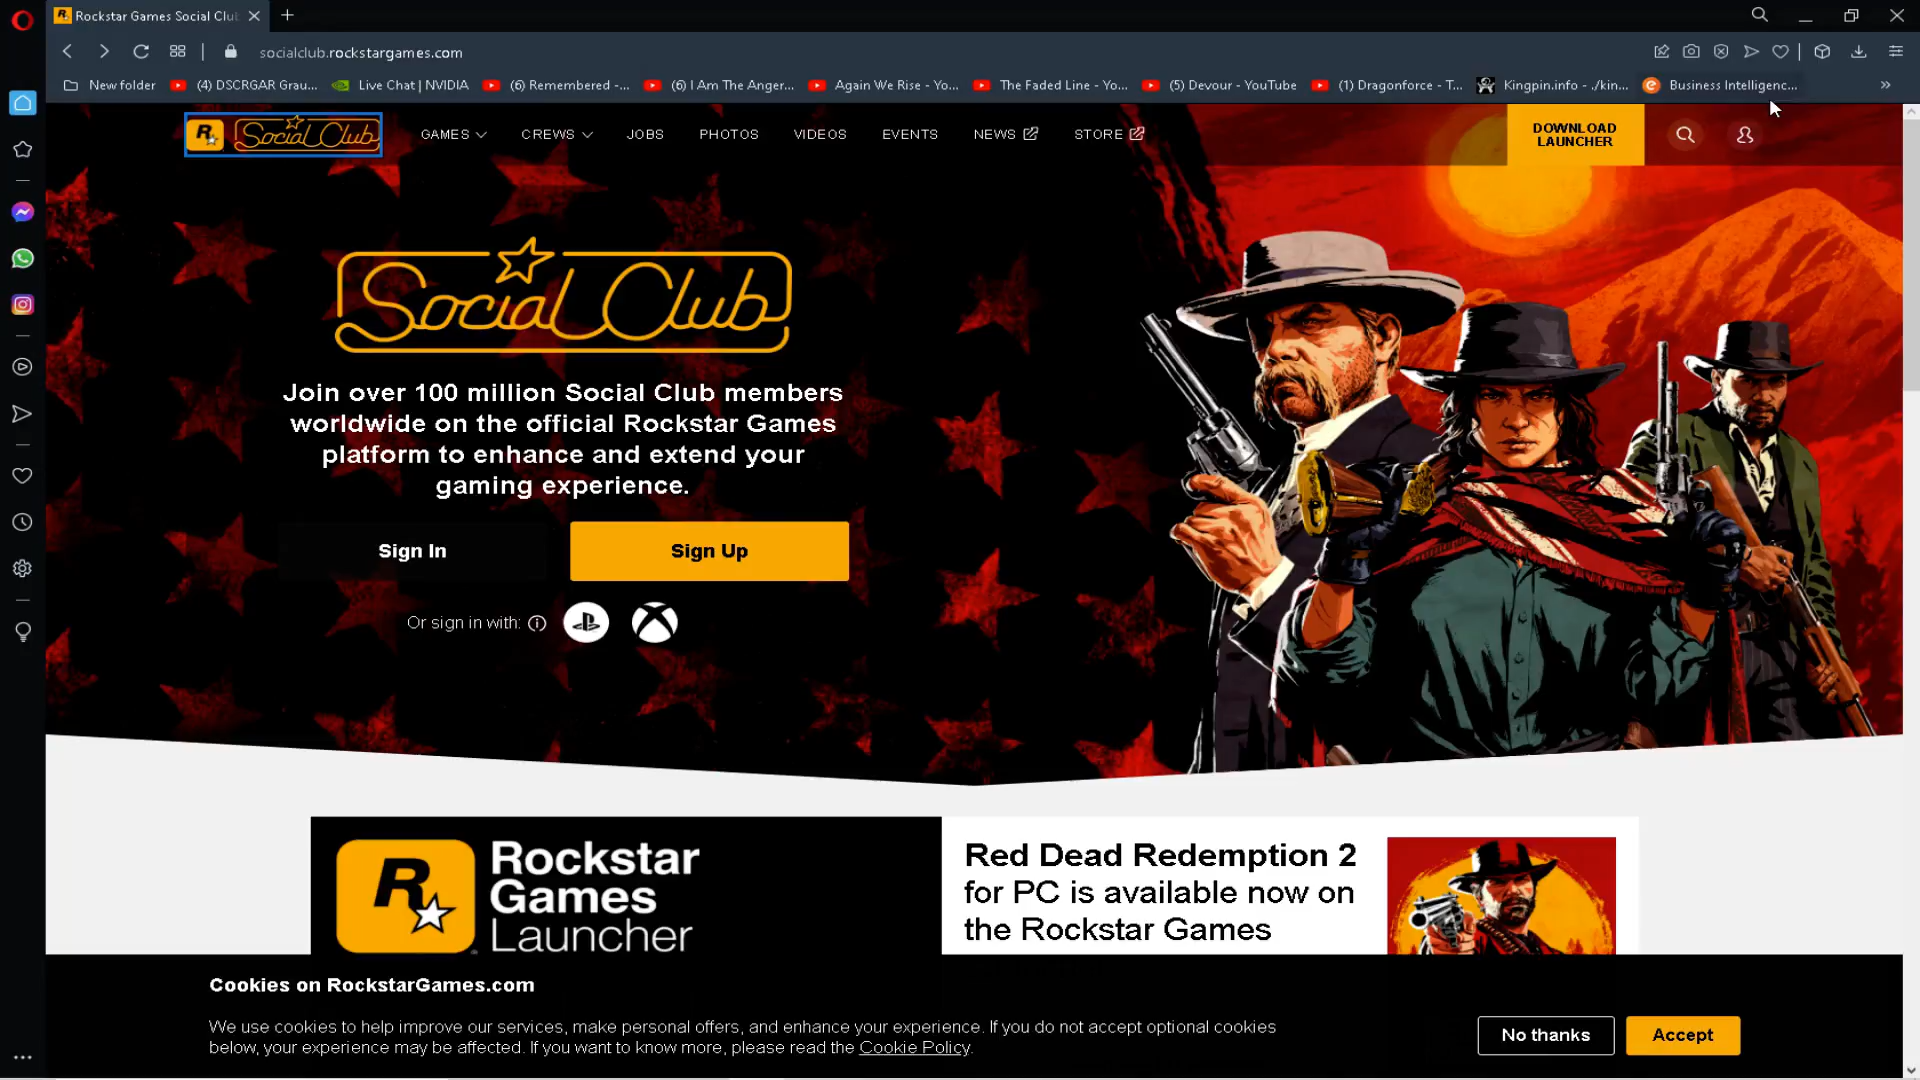 Rockstar Games Social Clu
socialclub.rockstargames.com
New folder
(4) DSCRGAR Grau...
Live Chat | NVIDIA
(6) Remembered -...
(6) I Am The Anger...
Again We Rise - Yo...
The Faded Line - Yo...
(5) Devour - YouTube
(1) Dragonforce - T...
Kingpin.info - ./kin...
Business Intelligenc...
R Social Club
GAMES
CREWS
JOBS
PHOTOS
VIDEOS
EVENTS
NEWS
STORE
DOWNLOAD
LAUNCHER
Social Club
Join over 100 million Social Club members
worldwide on the official Rockstar Games
platform to enhance and extend your
gaming experience.
Sign In
Sign Up
Or sign in with:
R
Rockstar
Games
Launcher
Red Dead Redemption 2
for PC is available now on
the Rockstar Games
Cookies on RockstarGames.com
We use cookies to help improve our services, make personal offers, and enhance your experience. If you do not accept optional cookies
below, your experience may be affected. If you want to know more, please read the Cookie Policy.
No thanks
Accept